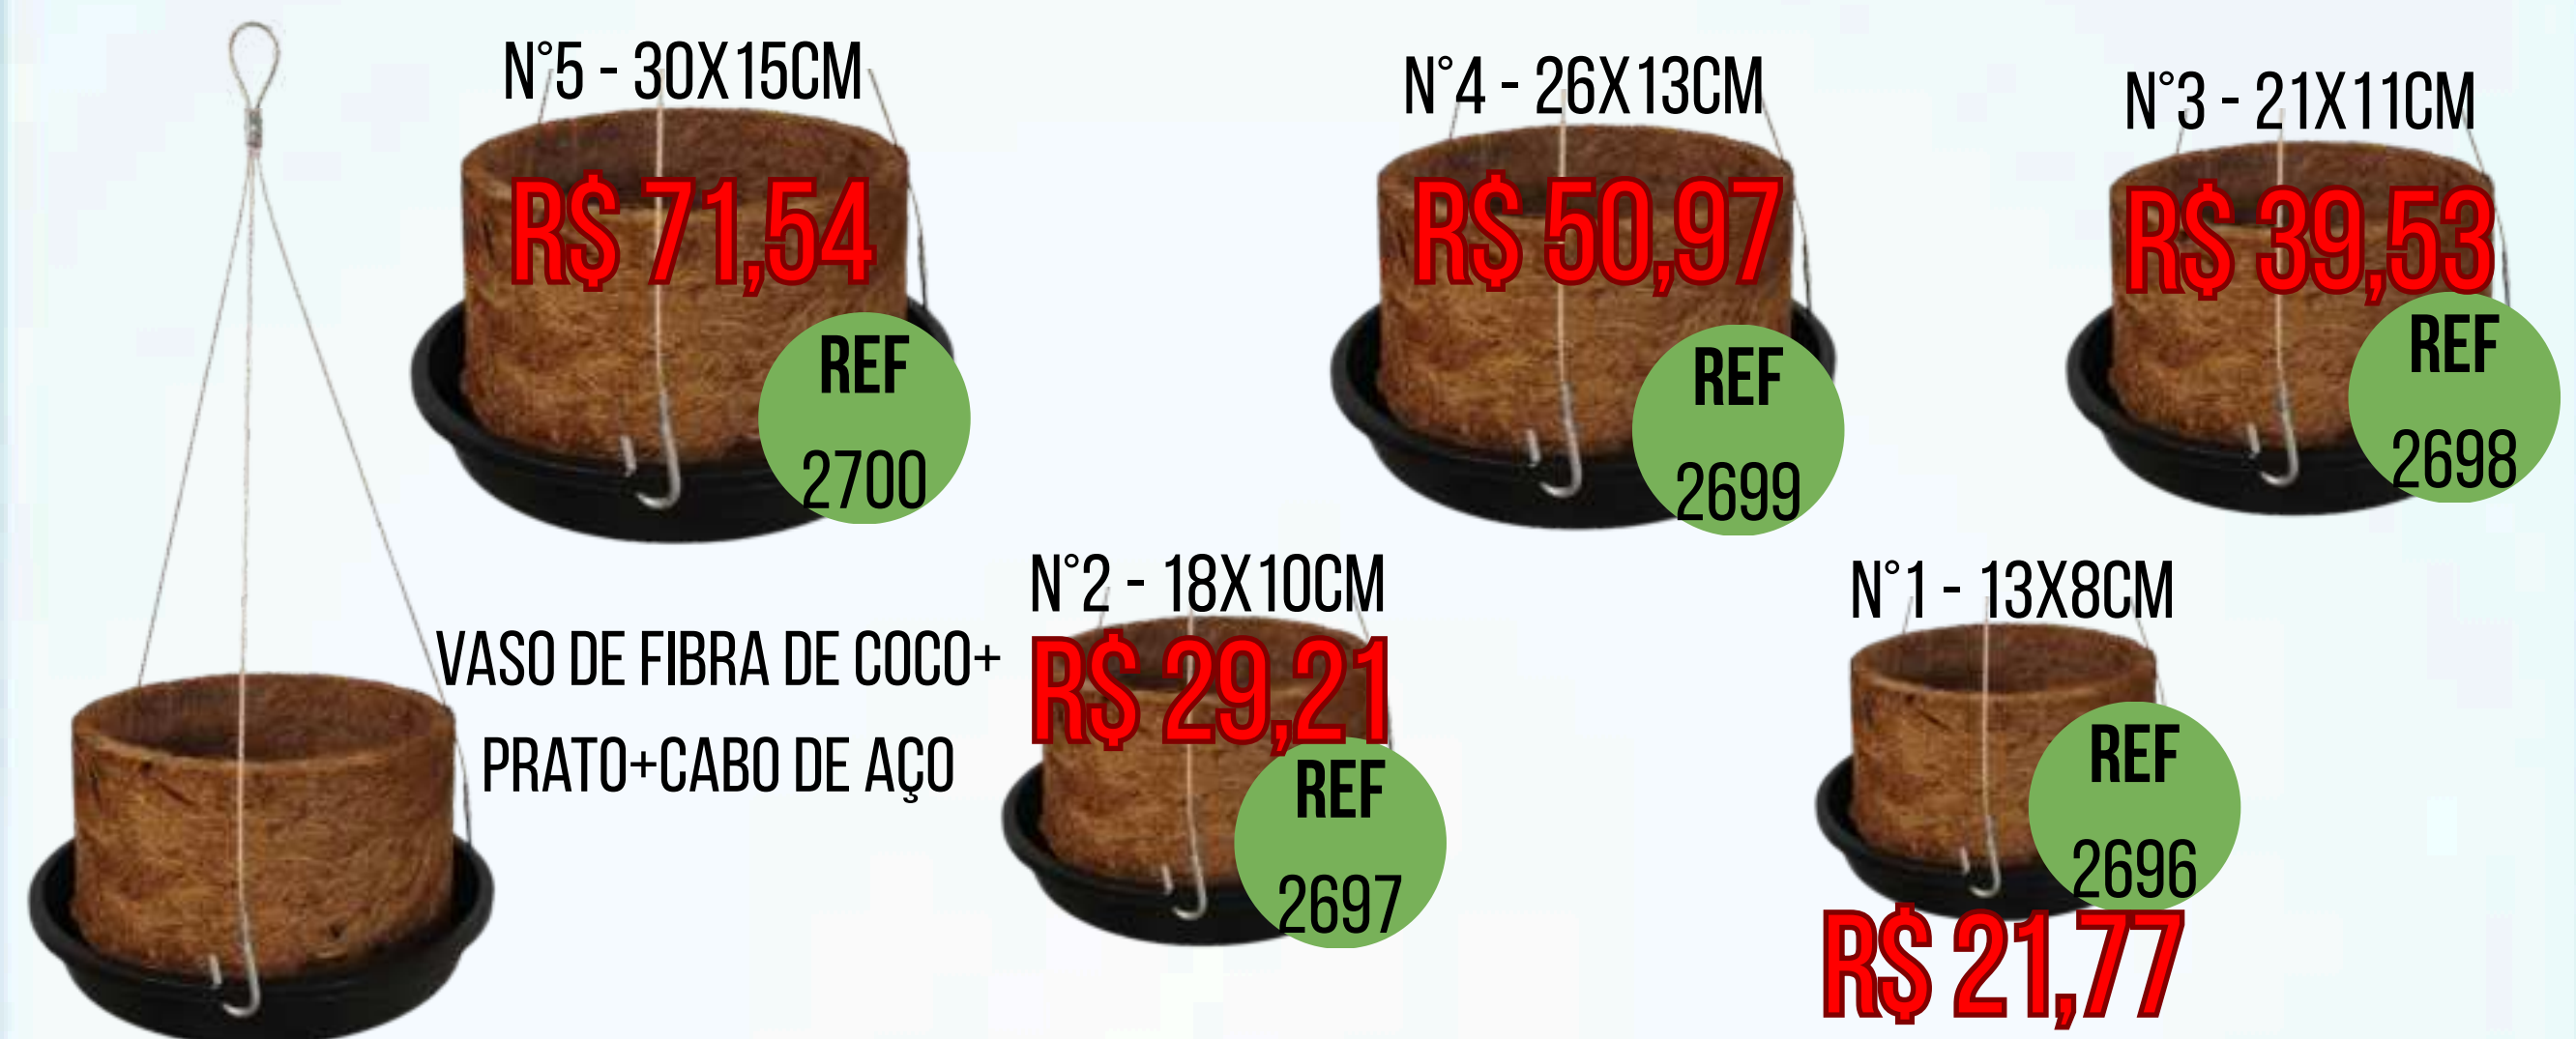 N°5 - 30X15CM
R$ 71,54
REF
2700
N°4 - 26X13CM
R$ 50,97
REF
2699
N°3 - 21X11CM
R$ 39,53
REF
2698
VASO DE FIBRA DE COCO+
PRATO+CABO DE AÇO
N°2 - 18X10CM
R$ 29,21
REF
2697
N°1 - 13X8CM
REF
2696
R$ 21,77